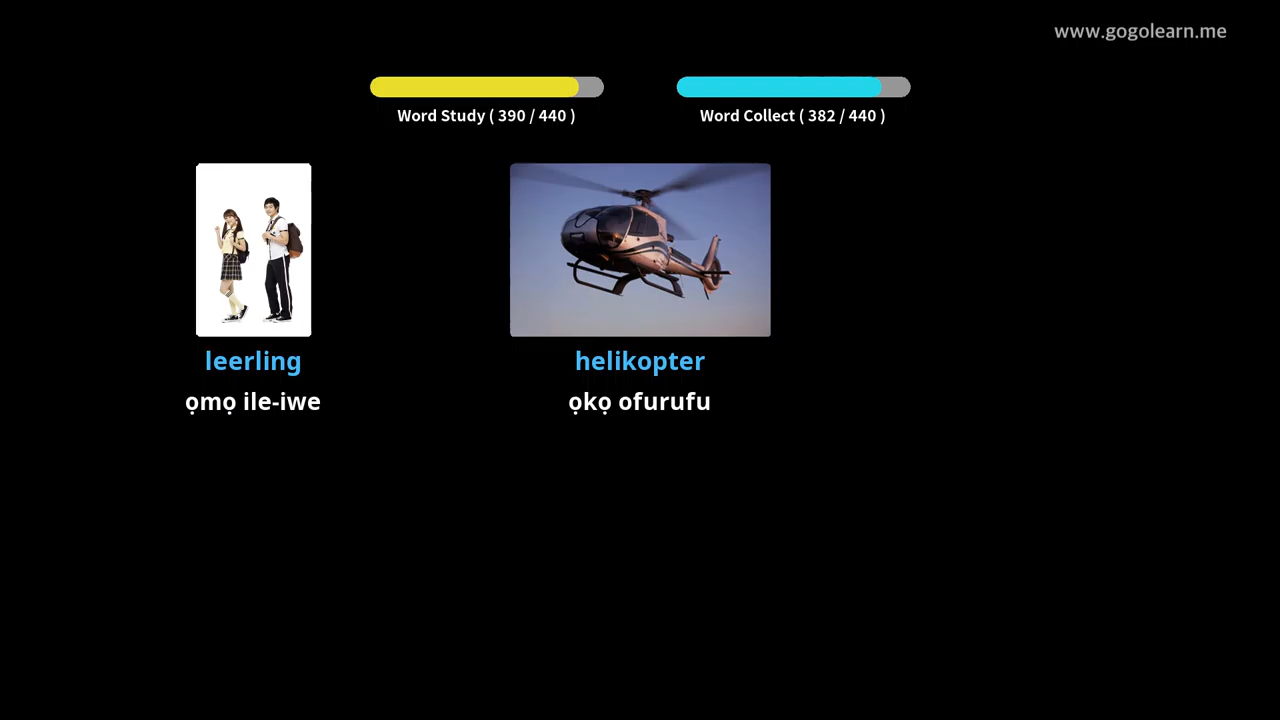 www.gogolearn.me
Word Study ( 390 / 440 )
Word Collect ( 382 / 440 )
leerling
ọmọ ile-iwe
helikopter
ọkọ ofurufu